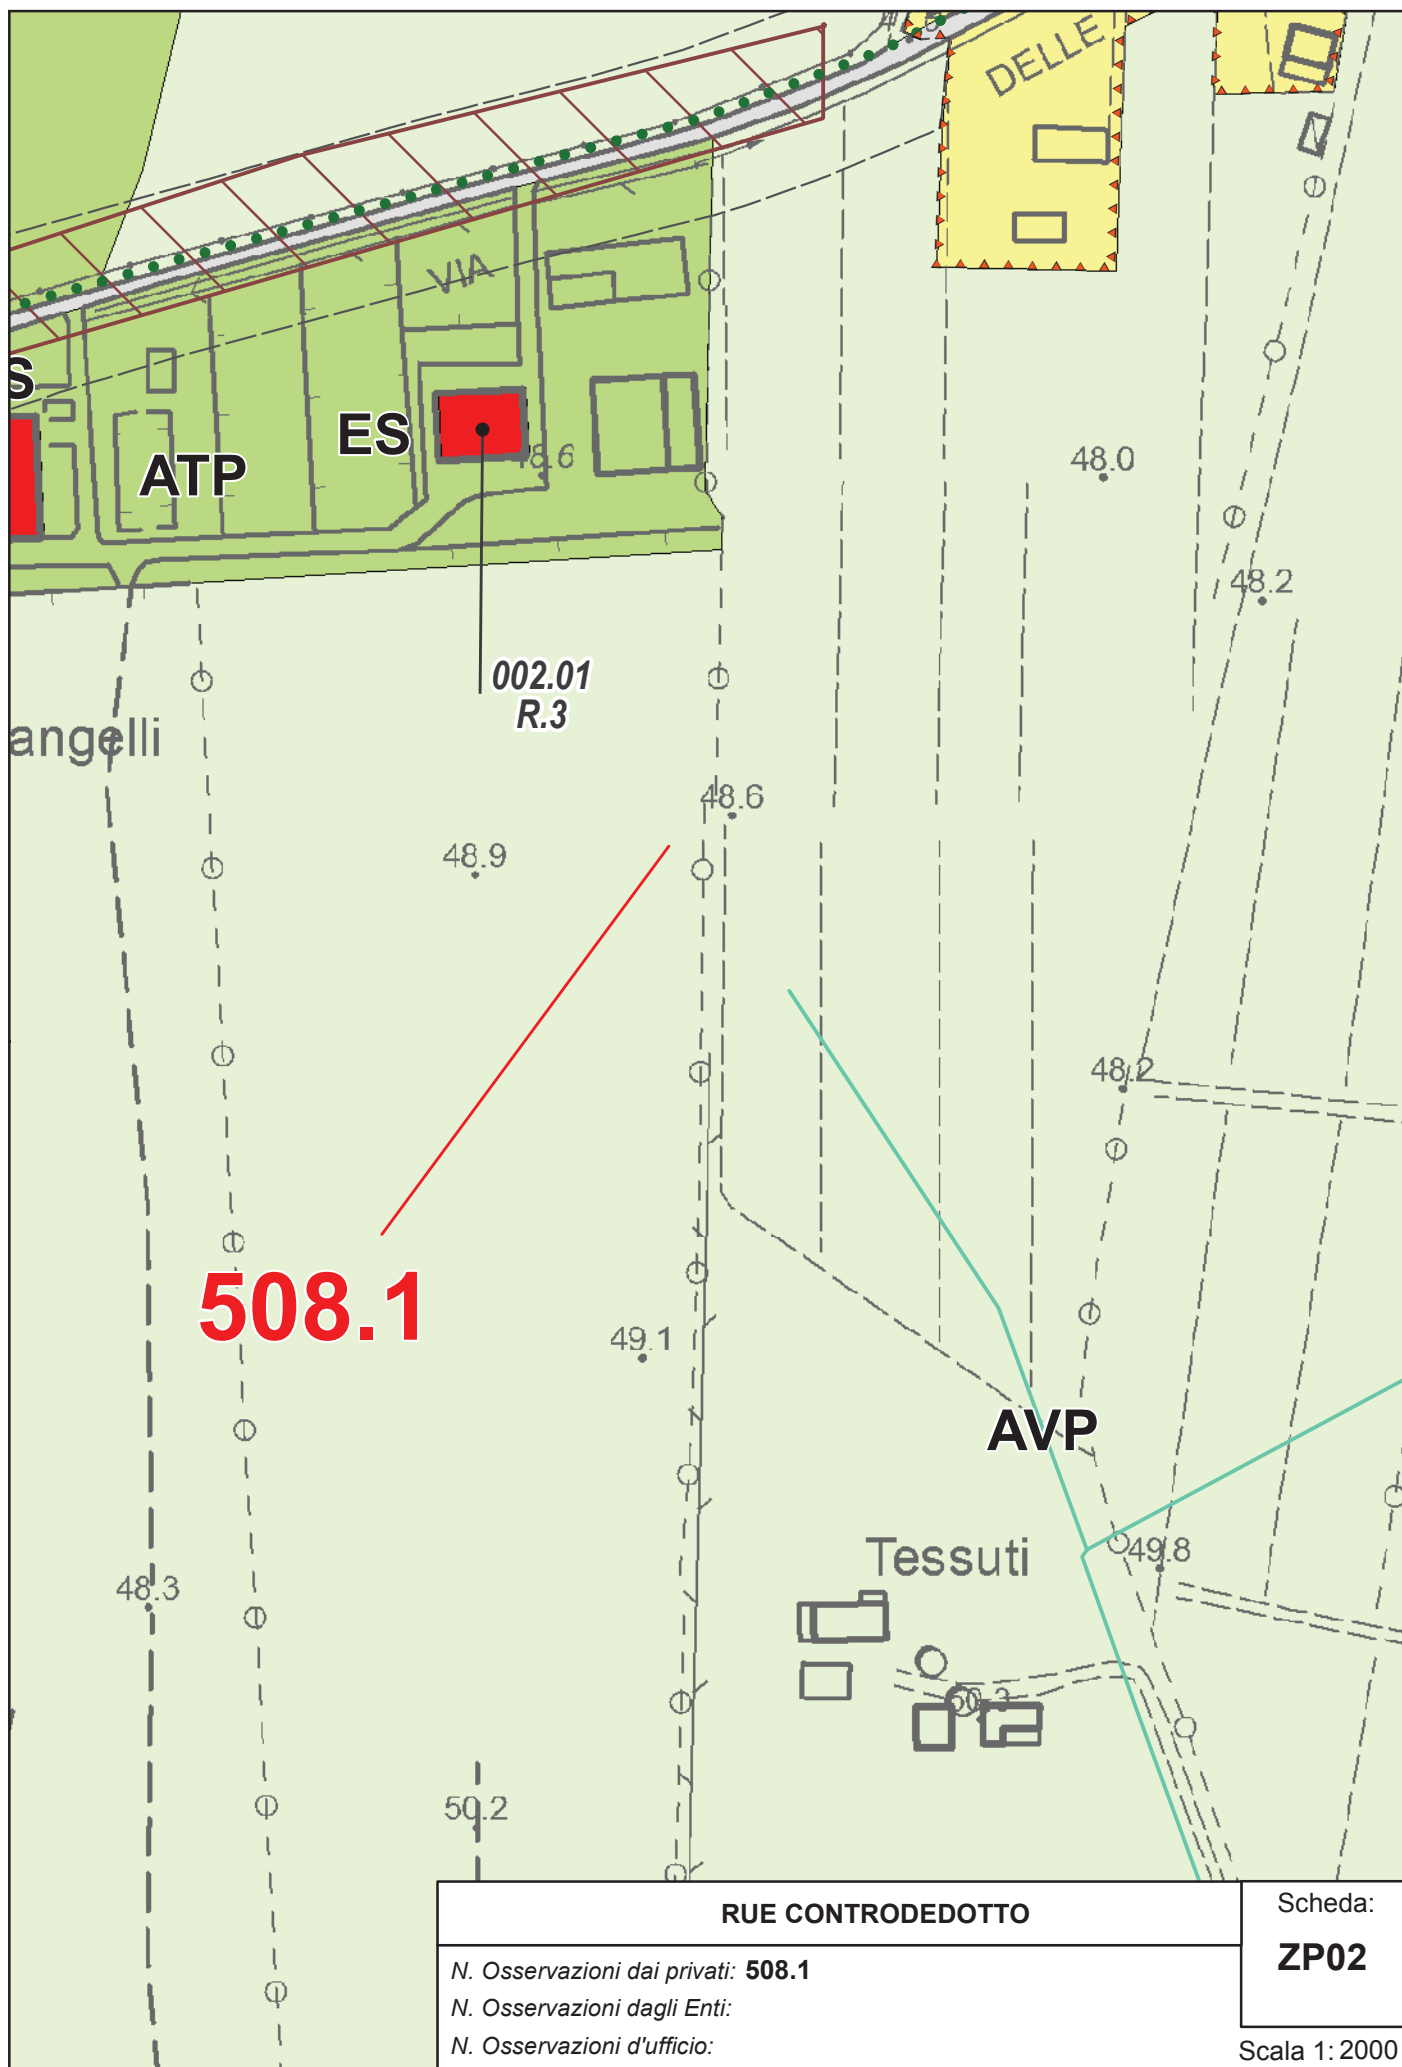 DELLE
VIA
S
ES
ATP
48.6
48.0
48.2
002.01
R.3
angelli
48.6
48.9
48.2
508.1
49.1
AVP
Tessuti
49.8
48.3
50.3
50.2
RUE CONTRODEDOTTO
Scheda:
ZP02
N. Osservazioni dai privati: 508.1
N. Osservazioni dagli Enti:
N. Osservazioni d'ufficio:
Scala 1: 2000